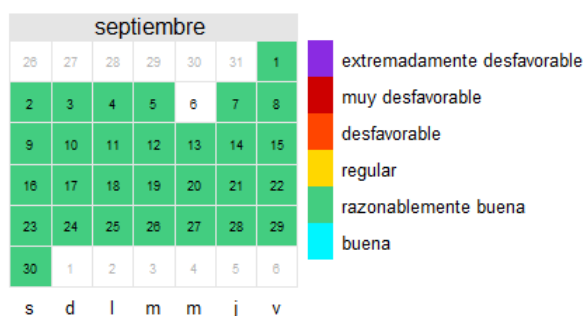 septiembre
26 27 28 29 30 31 1
2 3 4 5 6 7 8
9 10 11 12 13 14 15
16 17 18 19 20 21 22
23 24 25 26 27 28 29
30 1 2 3 4 5 6
s d l m m j v
extremadamente desfavorable
muy desfavorable
desfavorable
regular
razonablemente buena
buena